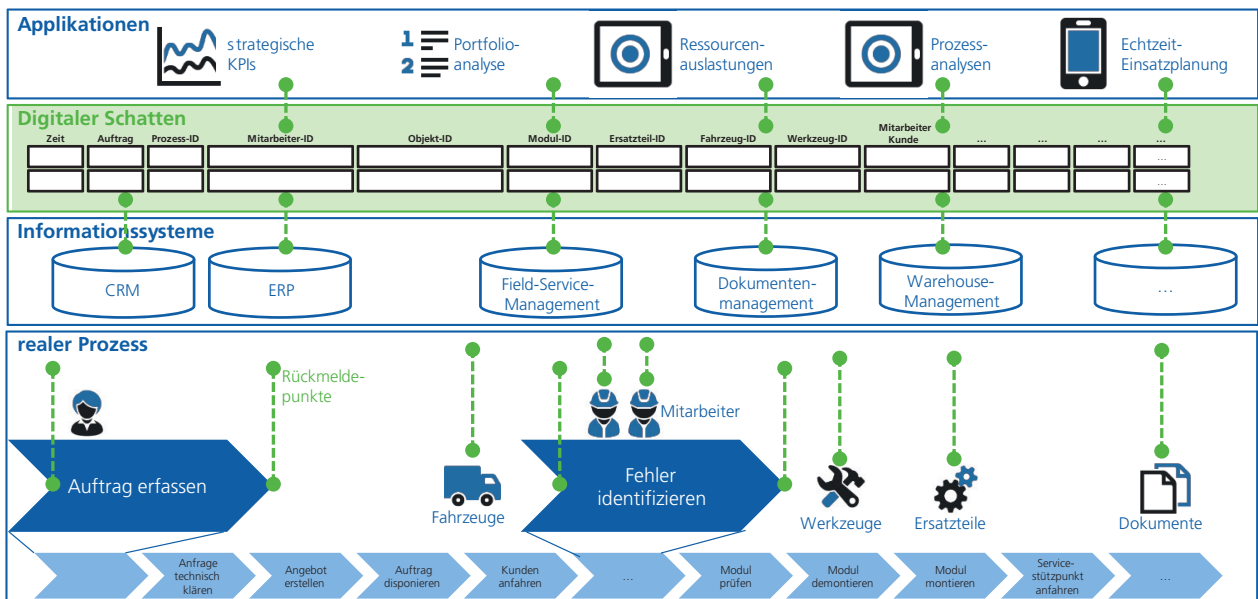 Applikationen
strategische
KPIs
1
2
Portfolio-
analyse
Ressourcen-
auslastungen
Prozess-
analysen
Echtzeit-
Einsatzplanung
Digitaler Schatten
Zeit
Auftrag
Prozess-ID
Mitarbeiter-ID
Objekt-ID
Modul-ID
Ersatzteil-ID
Fahrzeug-ID
Werkzeug-ID
Mitarbeiter
Kunde
...
...
...
...
...
...
Informationssysteme
CRM
ERP
Field-Service-
Management
Dokumenten-
management
Warehouse-
Management
...
realer Prozess
Rückmelde-
punkte
Mitarbeiter
Auftrag erfassen
Fahrzeuge
Fehler
identifizieren
Werkzeuge
Ersatzteile
Dokumente
Anfrage
technisch
klären
Angebot
erstellen
Auftrag
disponieren
Kunden
anfahren
...
Modul
prüfen
Modul
demontieren
Modul
montieren
Service-
stützpunkt
anfahren
...